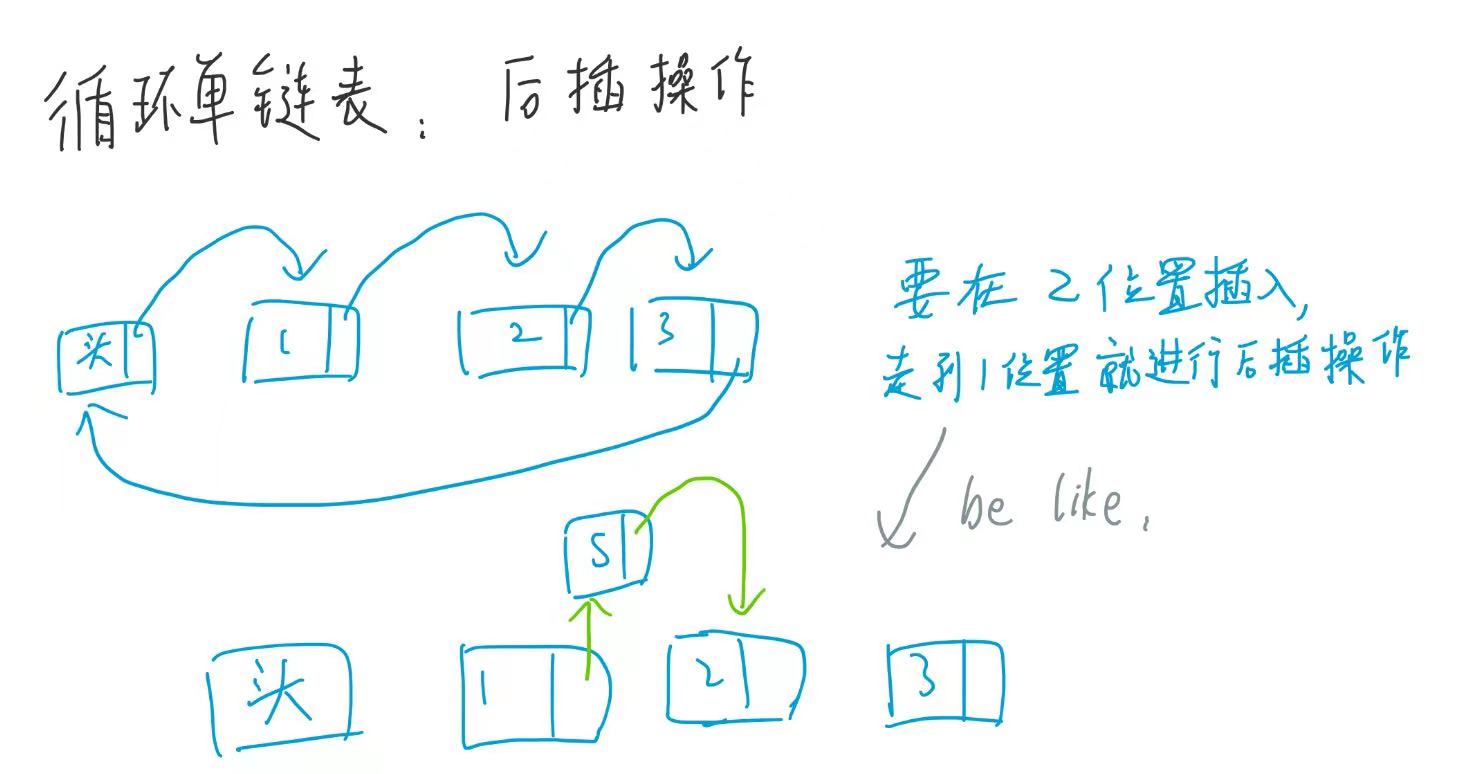 循环单链表: 后插操作
头 1 2 3
要在 2 位置插入,
走到 1 位置就进行后插操作
be like,
S
头 1 2 3